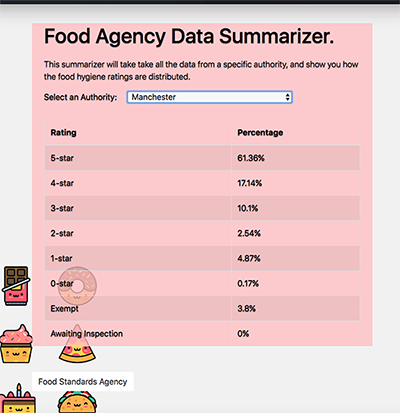 Food Agency Data Summarizer.
This summarizer will take take all the data from a specific authority, and show you how
the food hygiene ratings are distributed.
Select an Authority: Manchester
Rating Percentage
5-star 61.36%
4-star 17.14%
3-star 10.1%
2-star 2.54%
1-star 4.87%
0-star 0.17%
Exempt 3.8%
Awaiting Inspection 0%
Food Standards Agency